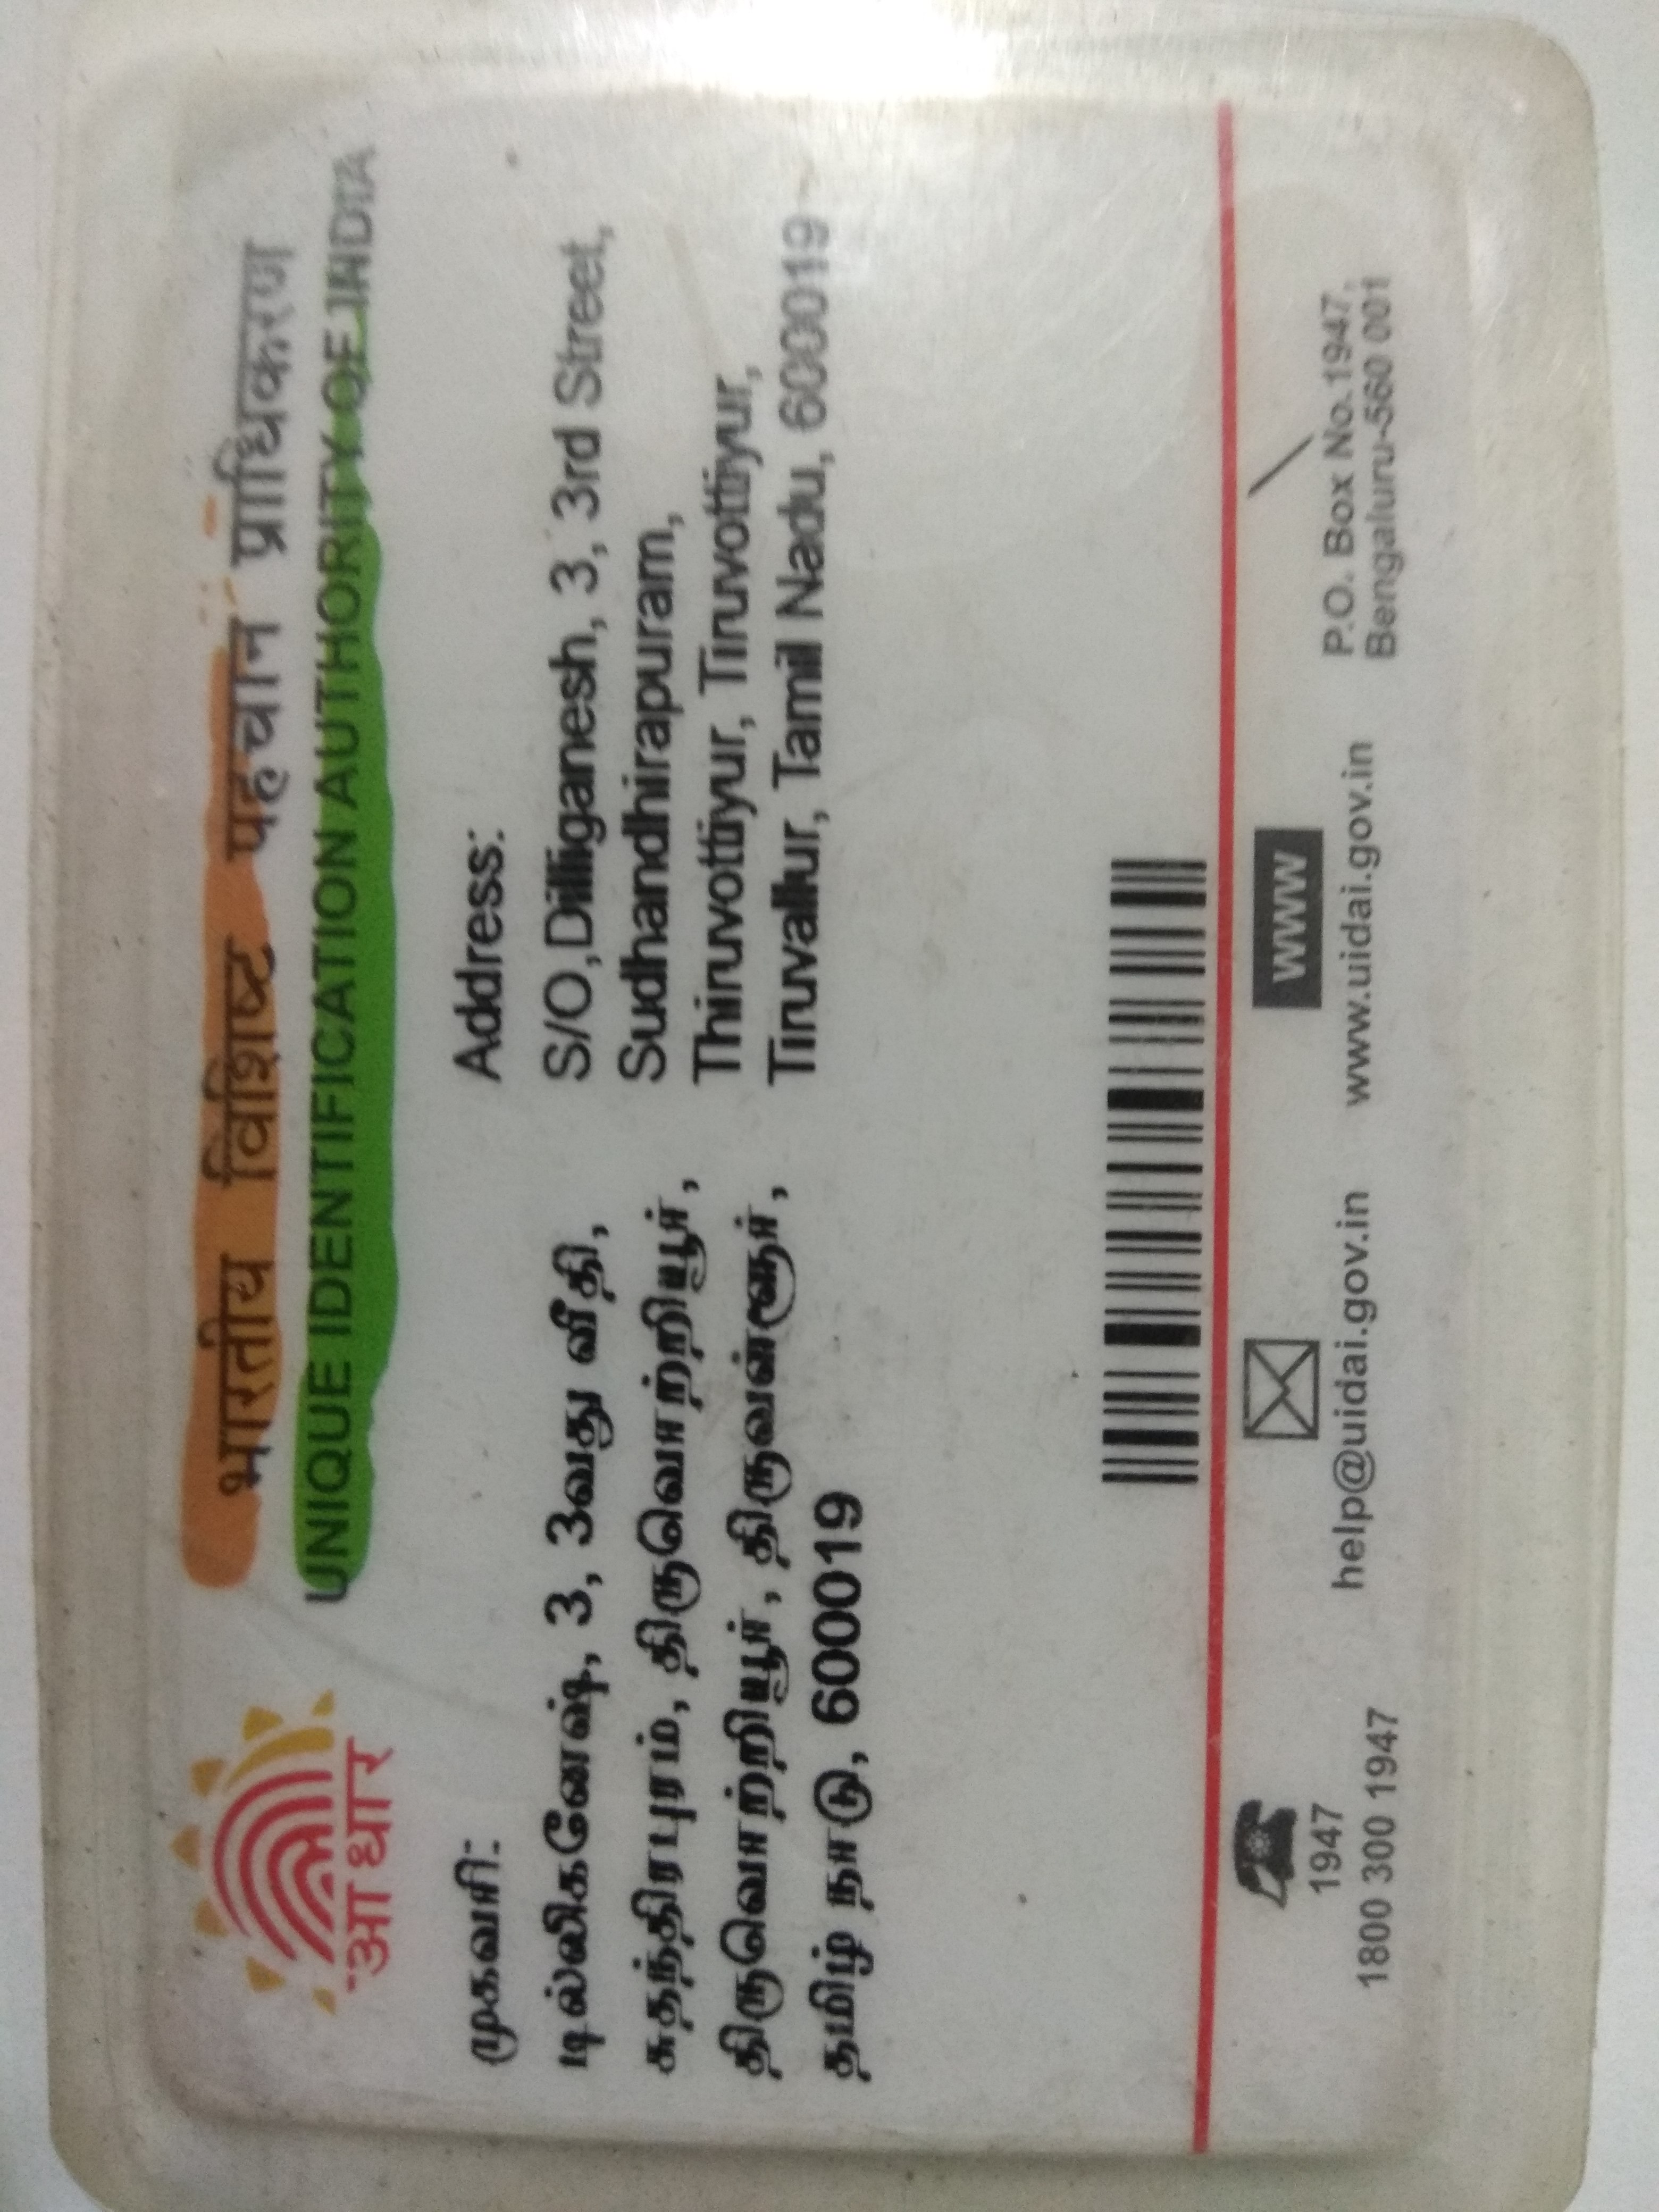 आधार
भारतीय विशिष्ट पहचान प्राधिकरण
UNIQUE IDENTIFICATION AUTHORITY OF INDIA
முகவரி:
டில்லிகனேஷ், 3, 3வது வீதி,
சுதந்திரபுரம், திருவொற்றியூர்,
திருவொற்றியூர், திருவள்ளூர்,
தமிழ் நாடு, 600019
Address:
S/O,Dilliganesh, 3, 3rd Street,
Sudhandhirapuram,
Thiruvottiyur, Tiruvottiyur,
Tiruvallur, Tamil Nadu, 600019
1947
1800 300 1947
help@uidai.gov.in
WWW
www.uidai.gov.in
P.O. Box No.1947,
Bengaluru-560 001